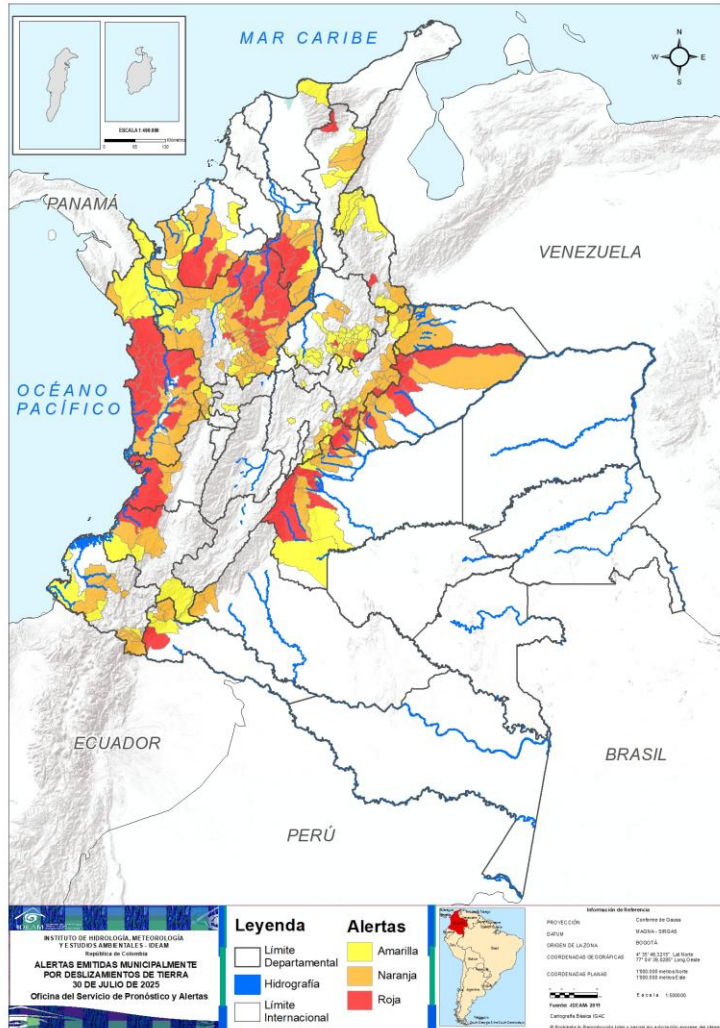 MAR CARIBE
N
W
E
S
ESCALA 1:400.000
PANAMÁ
VENEZUELA
OCÉANO
PACÍFICO
ECUADOR
BRASIL
PERÚ
IDEAM
INSTITUTO DE HIDROLOGÍA, METEOROLOGÍA
Y ESTUDIOS AMBIENTALES - IDEAM
República de Colombia
ALERTAS EMITIDAS MUNICIPALMENTE
POR DESLIZAMIENTOS DE TIERRA
30 DE JULIO DE 2025
Oficina del Servicio de Pronóstico y Alertas
Leyenda
Límite
Departamental
Hidrografía
Límite
Internacional
Alertas
Amarilla
Naranja
Roja
Información de Referencia
PROYECCIÓN
Conforme de Gauss
DATUM
MAGNA - SIRGAS
ORIGEN DE LA ZONA
BOGOTÁ
COORDENADAS GEOGRÁFICAS
COORDENADAS PLANAS
Escala
Fuente: IDEAM
Cartografía Básica IGAC